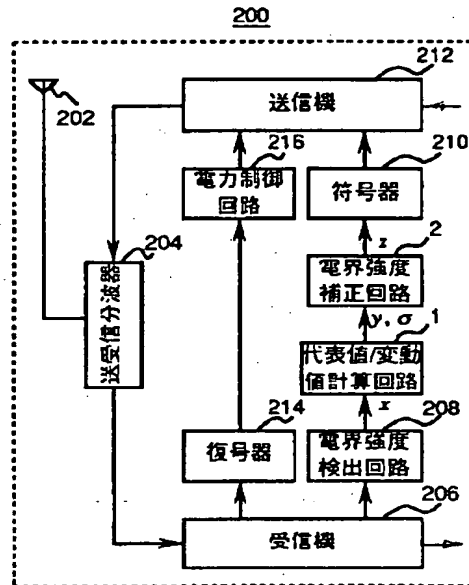 200
212
送信機
202
216
210
電力制御
回路
符号器
z
2
204
電界強度
補正回路
送受信分波器
y, σ
1
代表値/変動
値計算回路
214
x
208
復号器
電界強度
検出回路
206
受信機